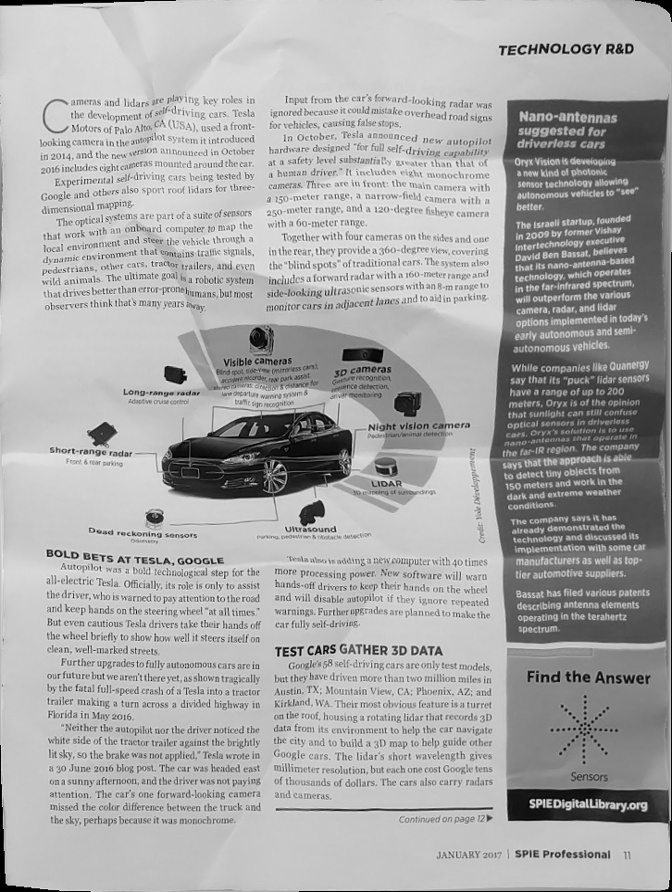 TECHNOLOGY R&D
Cameras and lidars are playing key roles in
the development of self-driving cars. Tesla
Motors of Palo Alto, CA (USA), used a front-
looking camera in the autopilot system it introduced
in 2014, and the new version announced in October
2016 includes eight cameras mounted around the car.
Experimental self-driving cars being tested by
Google and others also sport roof lidars for three-
dimensional mapping.
The optical systems are part of a suite of sensors
that work with an onboard computer to map the
local environment and steer the vehicle through a
dynamic environment that contains traffic signals,
pedestrians, other cars, tractor trailers, and even
wild animals. The ultimate goal is a robotic system
that drives better than error-prone humans, but most
observers think that's many years away.
Input from the car's forward-looking radar was
ignored because it could mistake overhead road signs
for vehicles, causing false stops.
In October, Tesla announced new autopilot
hardware designed "for full self-driving capability
at a safety level substantially greater than that of
a human driver." It includes eight monochrome
cameras. Three are in front: the main camera with
a 150-meter range, a narrow-field camera with a
250-meter range, and a 120-degree fisheye camera
with a 60-meter range.
Together with four cameras on the sides and one
in the rear, they provide a 360-degree view, covering
the "blind spots" of traditional cars. The system also
includes a forward radar with a 160-meter range and
side-looking ultrasonic sensors with an 8-m range to
monitor cars in adjacent lanes and to aid in parking.
Visible cameras
Blind-spot, side-view (mirrorless cars),
accident recorder, rear park assist,
stereo cameras, direction & distance for
lane departure warning system &
traffic sign recognition
3D cameras
Gesture recognition,
presence detection,
driver monitoring
Long-range radar
Adaptive cruise control
Night vision camera
Pedestrian/animal detection
Short-range radar
Front & rear parking
LIDAR
3D mapping of surroundings
Dead reckoning sensors
Odometry
Ultrasound
Parking, pedestrian & obstacle detection
Credit: Yole Développement
BOLD BETS AT TESLA, GOOGLE
Autopilot was a bold technological step for the
all-electric Tesla. Officially, its role is only to assist
the driver, who is warned to pay attention to the road
and keep hands on the steering wheel "at all times."
But even cautious Tesla drivers take their hands off
the wheel briefly to show how well it steers itself on
clean, well-marked streets.
Further upgrades to fully autonomous cars are in
our future but we aren't there yet, as shown tragically
by the fatal full-speed crash of a Tesla into a tractor
trailer making a turn across a divided highway in
Florida in May 2016.
"Neither the autopilot nor the driver noticed the
white side of the tractor trailer against the brightly
lit sky, so the brake was not applied," Tesla wrote in
a 30 June 2016 blog post. The car was headed east
on a sunny afternoon, and the driver was not paying
attention. The car's one forward-looking camera
missed the color difference between the truck and
the sky, perhaps because it was monochrome.
Tesla also is adding a new computer with 40 times
more processing power. New software will warn
hands-off drivers to keep their hands on the wheel
and will disable autopilot if they ignore repeated
warnings. Further upgrades are planned to make the
car fully self-driving.
TEST CARS GATHER 3D DATA
Google's 58 self-driving cars are only test models,
but they have driven more than two million miles in
Austin, TX; Mountain View, CA; Phoenix, AZ; and
Kirkland, WA. Their most obvious feature is a turret
on the roof, housing a rotating lidar that records 3D
data from its environment to help the car navigate
the city and to build a 3D map to help guide other
Google cars. The lidar's short wavelength gives
millimeter resolution, but each one cost Google tens
of thousands of dollars. The cars also carry radars
and cameras.
Continued on page 12
Nano-antennas
suggested for
driverless cars
Oryx Vision is developing
a new kind of photonic
sensor technology allowing
autonomous vehicles to "see"
better.
The Israeli startup, founded
in 2009 by former Vishay
Intertechnology executive
David Ben Bassat, believes
that its nano-antenna-based
technology, which operates
in the far-infrared spectrum,
will outperform the various
camera, radar, and lidar
options implemented in today's
early autonomous and semi-
autonomous vehicles.
While companies like Quanergy
say that its "puck" lidar sensors
have a range of up to 200
meters, Oryx is of the opinion
that sunlight can still confuse
optical sensors in driverless
cars. Oryx's solution is to use
nano-antennas that operate in
the far-IR region. The company
says that the approach is able
to detect tiny objects from
150 meters and work in the
dark and extreme weather
conditions.
The company says it has
already demonstrated the
technology and discussed its
implementation with some car
manufacturers as well as top-
tier automotive suppliers.
Bassat has filed various patents
describing antenna elements
operating in the terahertz
spectrum.
Find the Answer
Sensors
SPIEDigitalLibrary.org
JANUARY 2017 | SPIE Professional 11